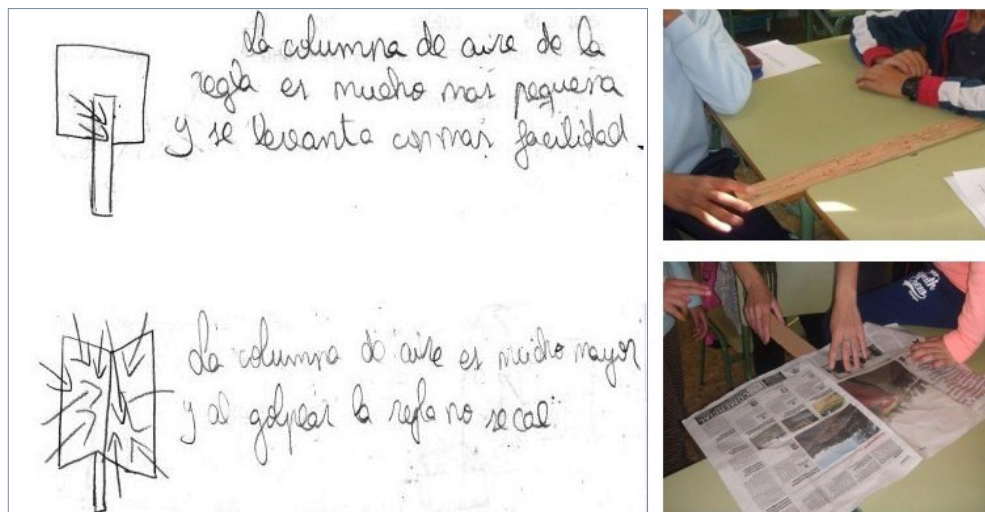 La columna de aire de la
regla es mucho mas pequeña
y se levanta con mas facilidad.
La columna de aire es mucho mayor
y al golpear la regla no se cae